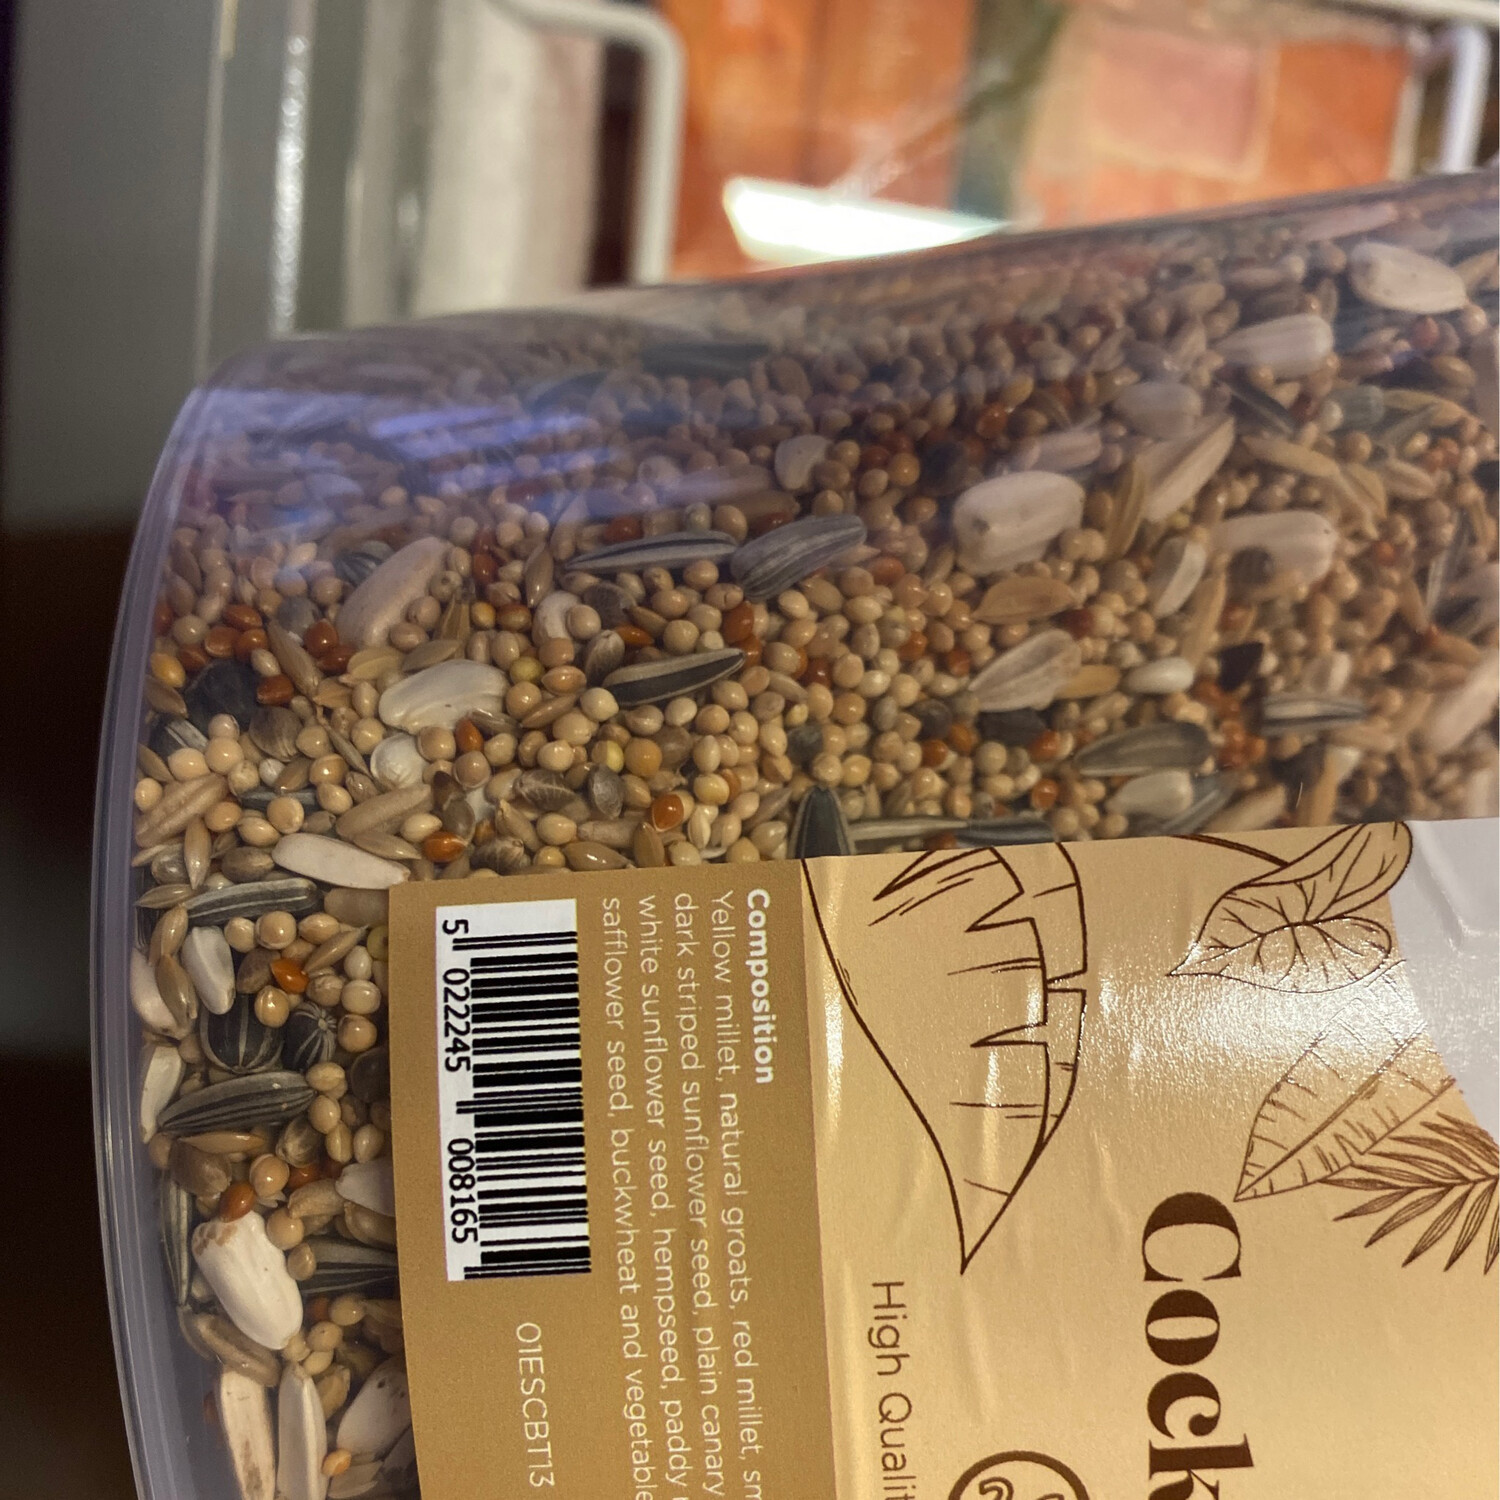 Cock
High Qualit
Composition
Yellow millet, natural groats, red millet, sm
dark striped sunflower seed, plain canary
white sunflower seed, hempseed, paddy
safflower seed, buckwheat and vegetable
5 022245 008165
01ESCBT13